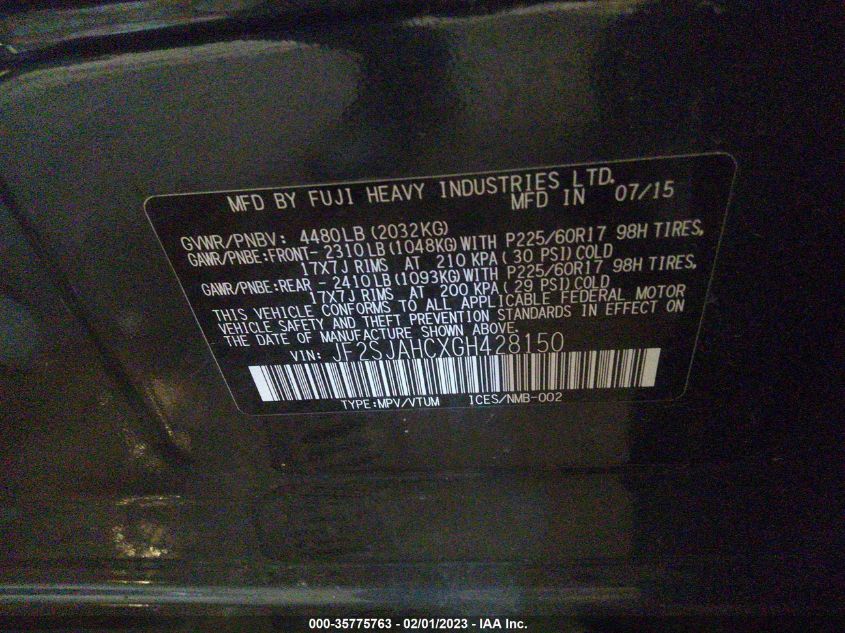 MFD BY FUJI HEAVY INDUSTRIES LTD.
MFD IN 07/15
GVWR/PNBV: 4480LB (2032KG)
GAWR/PNBE:FRONT- 2310LB (1048KG) WITH P225/60R17 98H TIRES,
17X7J RIMS AT 210 KPA ( 30 PSI) COLD
GAWR/PNBE:REAR - 2410LB (1093KG) WITH P225/60R17 98H TIRES,
17X7J RIMS AT 200 KPA ( 29 PSI) COLD
THIS VEHICLE CONFORMS TO ALL APPLICABLE FEDERAL MOTOR
VEHICLE SAFETY AND THEFT PREVENTION STANDARDS IN EFFECT ON
THE DATE OF MANUFACTURE SHOWN ABOVE.
VIN: JF2SJAHCXGH428150
TYPE:MPV/VTUM ICES/NMB-002
000-35775763 - 02/01/2023 - IAA Inc.